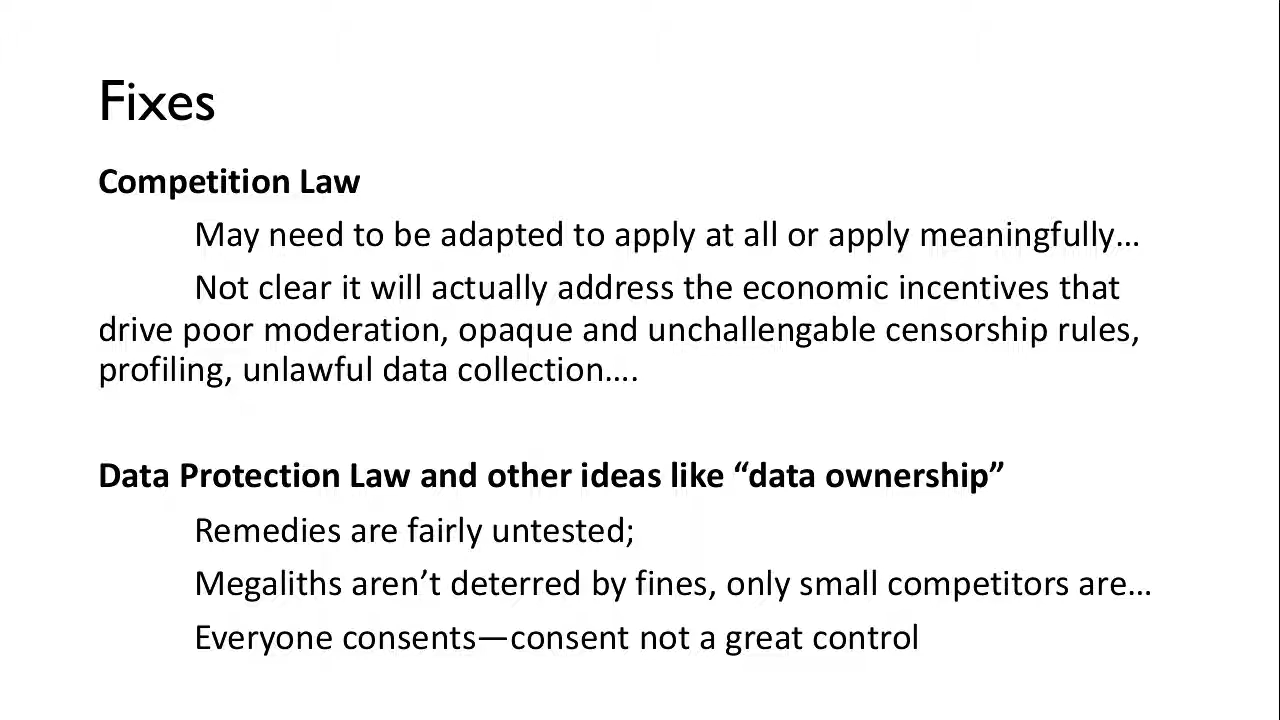 Fixes
Competition Law
May need to be adapted to apply at all or apply meaningfully…
Not clear it will actually address the economic incentives that
drive poor moderation, opaque and unchallengable censorship rules,
profiling, unlawful data collection….
Data Protection Law and other ideas like “data ownership”
Remedies are fairly untested;
Megaliths aren’t deterred by fines, only small competitors are…
Everyone consents—consent not a great control